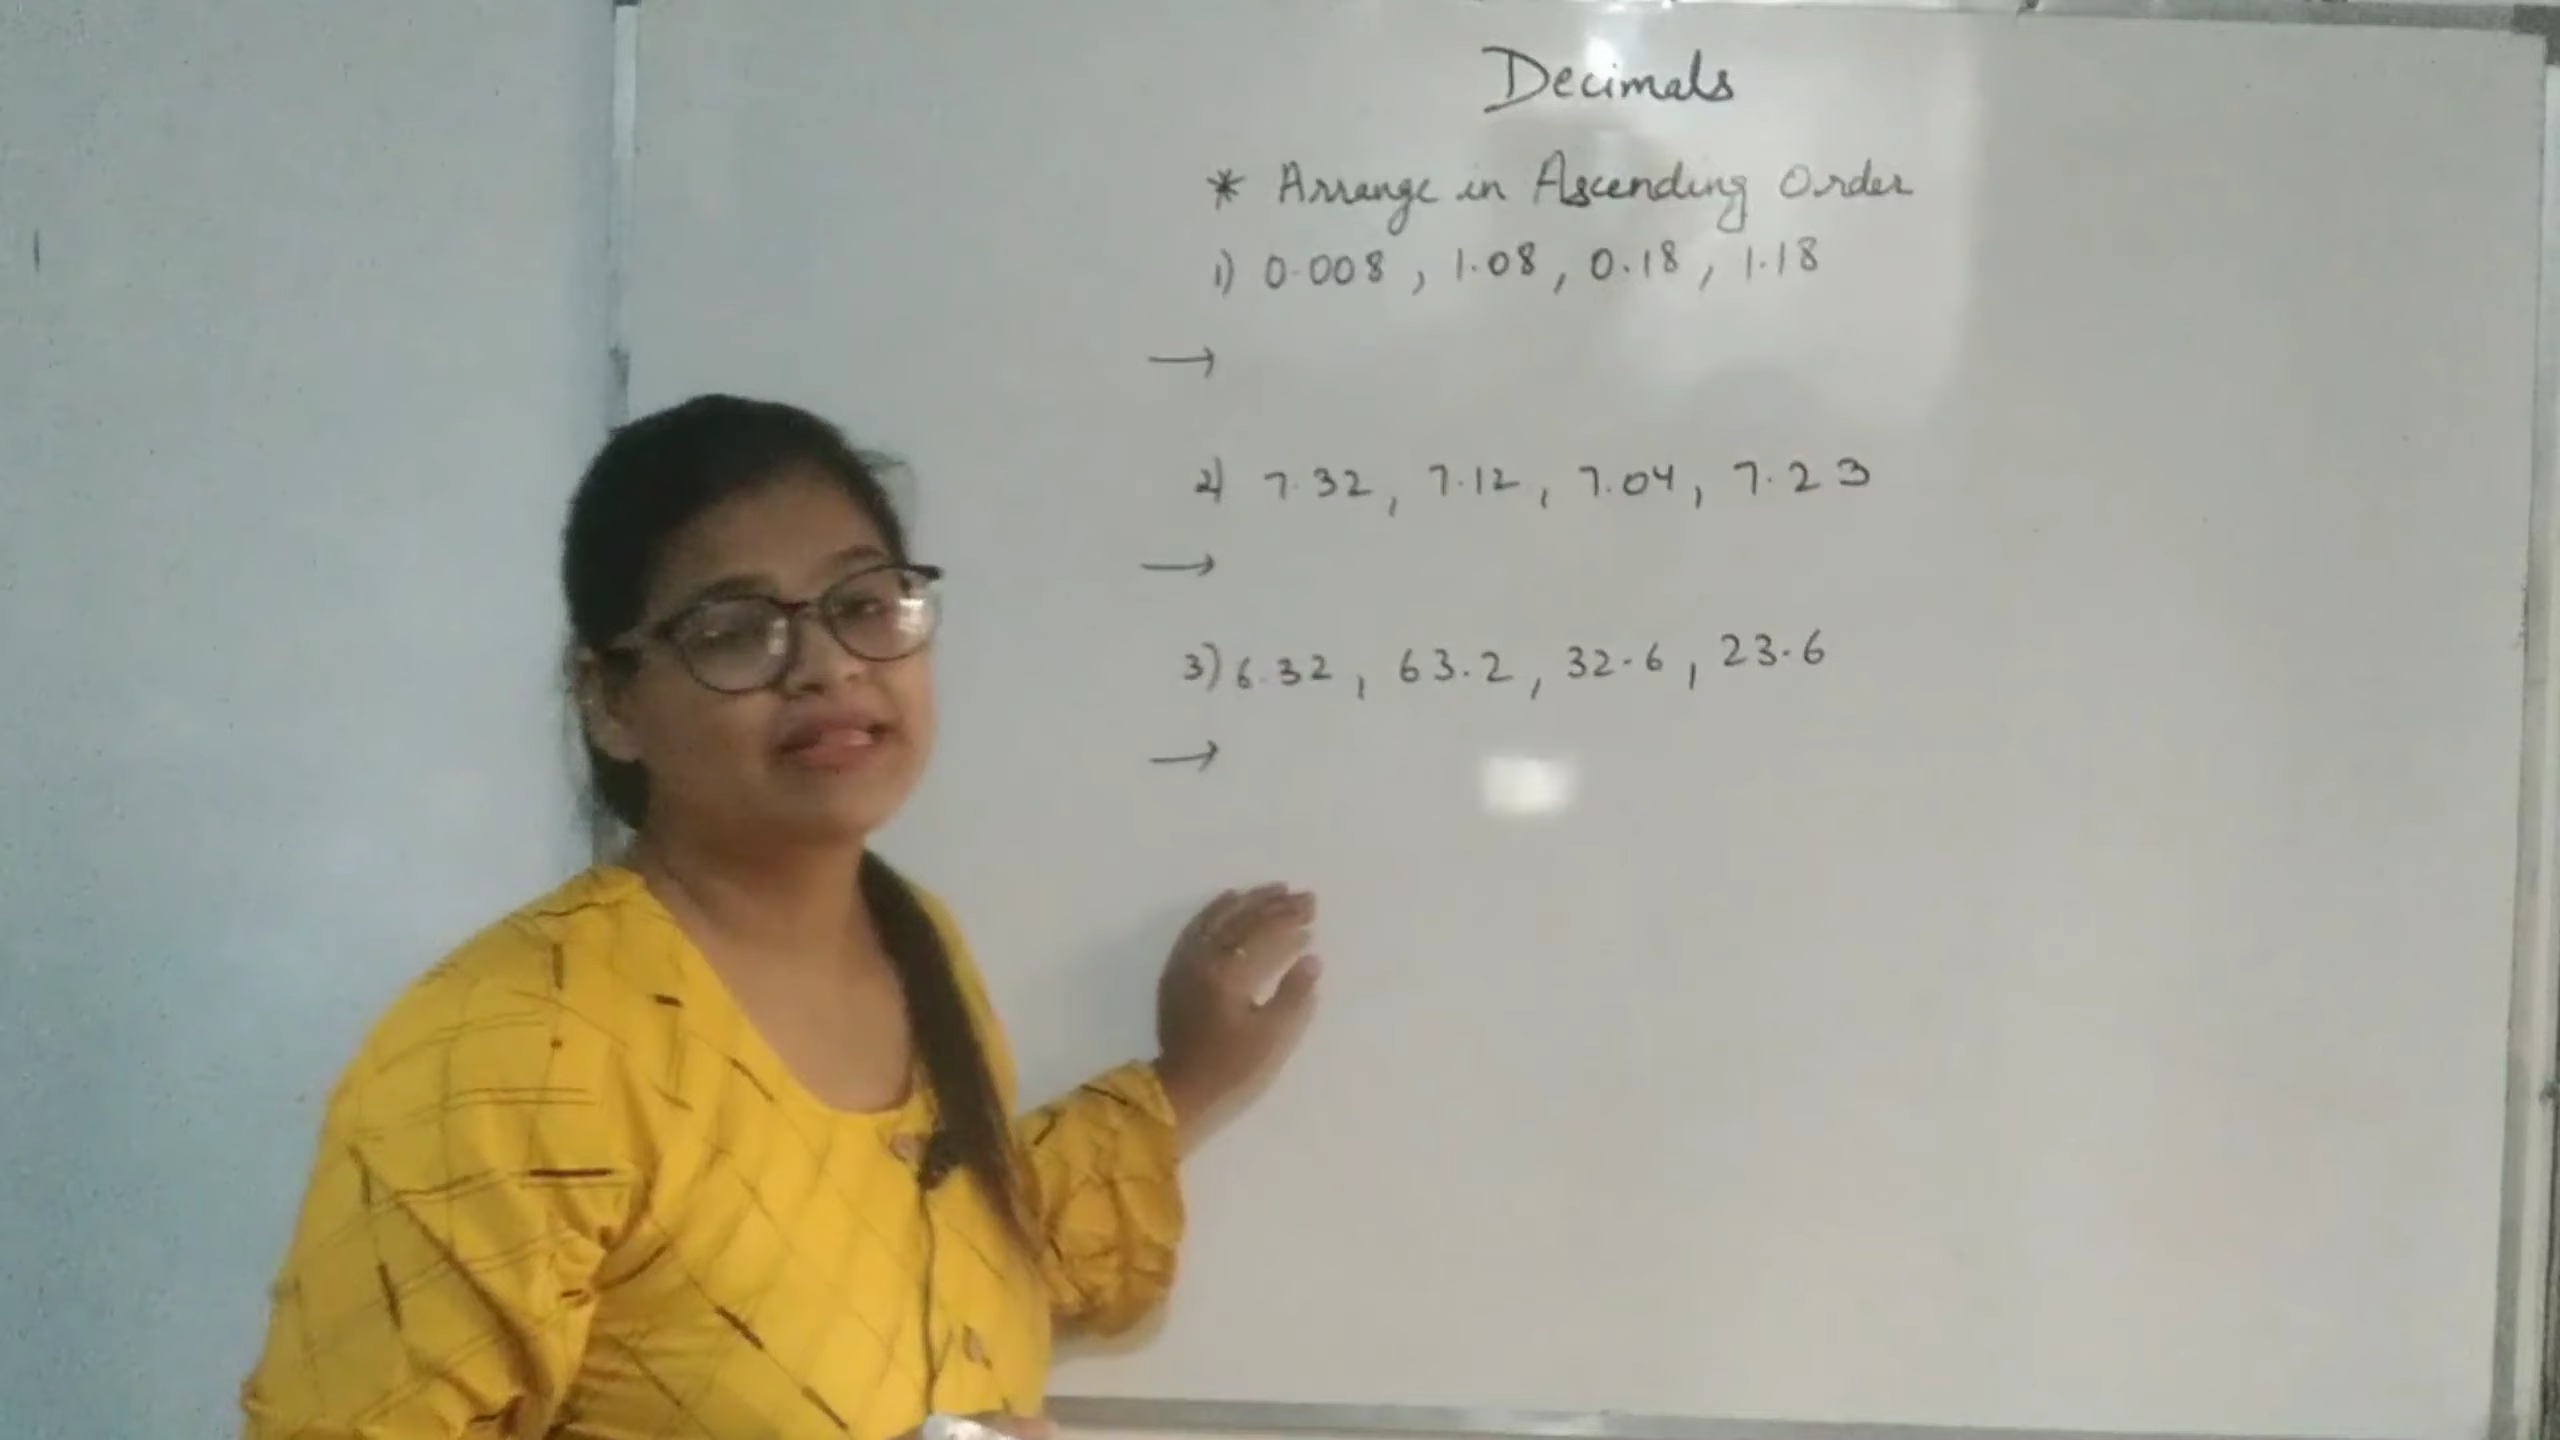 Decimals
* Arrange in Ascending Order
1) 0.008 , 1.08 , 0.18 , 1.18
→
2) 7.32 , 7.12 , 7.04 , 7.23
→
3) 6.32 , 63.2 , 32.6 , 23.6
→